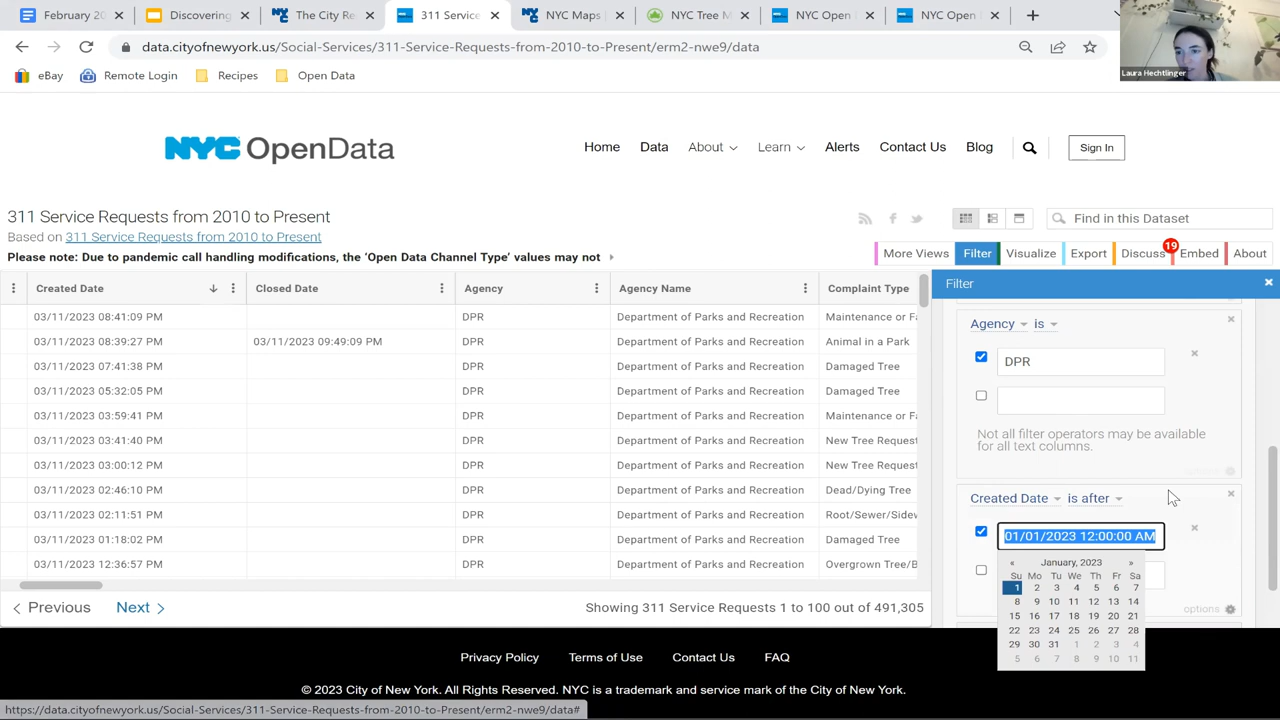 February 20
Discovering
The City Re
311 Service
NYC Maps
NYC Tree M
NYC Open
NYC Open
data.cityofnewyork.us/Social-Services/311-Service-Requests-from-2010-to-Present/erm2-nwe9/data
eBay Remote Login Recipes Open Data
Laura Hechtlinger
NYC OpenData
Home Data About Learn Alerts Contact Us Blog Sign In
311 Service Requests from 2010 to Present
Based on 311 Service Requests from 2010 to Present
Find in this Dataset
Please note: Due to pandemic call handling modifications, the 'Open Data Channel Type' values may not
More Views Filter Visualize Export Discuss 19 Embed About
Created Date Closed Date Agency Agency Name Complaint Type
03/11/2023 08:41:09 PM DPR Department of Parks and Recreation Maintenance or Fa
03/11/2023 08:39:27 PM 03/11/2023 09:49:09 PM DPR Department of Parks and Recreation Animal in a Park
03/11/2023 07:41:38 PM DPR Department of Parks and Recreation Damaged Tree
03/11/2023 05:32:05 PM DPR Department of Parks and Recreation Damaged Tree
03/11/2023 03:59:41 PM DPR Department of Parks and Recreation Maintenance or Fa
03/11/2023 03:41:40 PM DPR Department of Parks and Recreation New Tree Request
03/11/2023 03:00:12 PM DPR Department of Parks and Recreation New Tree Request
03/11/2023 02:46:10 PM DPR Department of Parks and Recreation Dead/Dying Tree
03/11/2023 02:11:51 PM DPR Department of Parks and Recreation Root/Sewer/Sidew
03/11/2023 01:18:02 PM DPR Department of Parks and Recreation Damaged Tree
03/11/2023 12:36:57 PM DPR Department of Parks and Recreation Overgrown Tree/B
Previous Next
Showing 311 Service Requests 1 to 100 out of 491,305
Filter
Agency is
DPR
Not all filter operators may be available
for all text columns.
Created Date is after
01/01/2023 12:00:00 AM
« January, 2023 »
Su Mo Tu We Th Fr Sa
1 2 3 4 5 6 7
8 9 10 11 12 13 14
15 16 17 18 19 20 21
22 23 24 25 26 27 28
29 30 31 1 2 3 4
5 6 7 8 9 10 11
options
Privacy Policy Terms of Use Contact Us FAQ
© 2023 City of New York. All Rights Reserved. NYC is a trademark and service mark of the City of New York.
https://data.cityofnewyork.us/Social-Services/311-Service-Requests-from-2010-to-Present/erm2-nwe9/data#